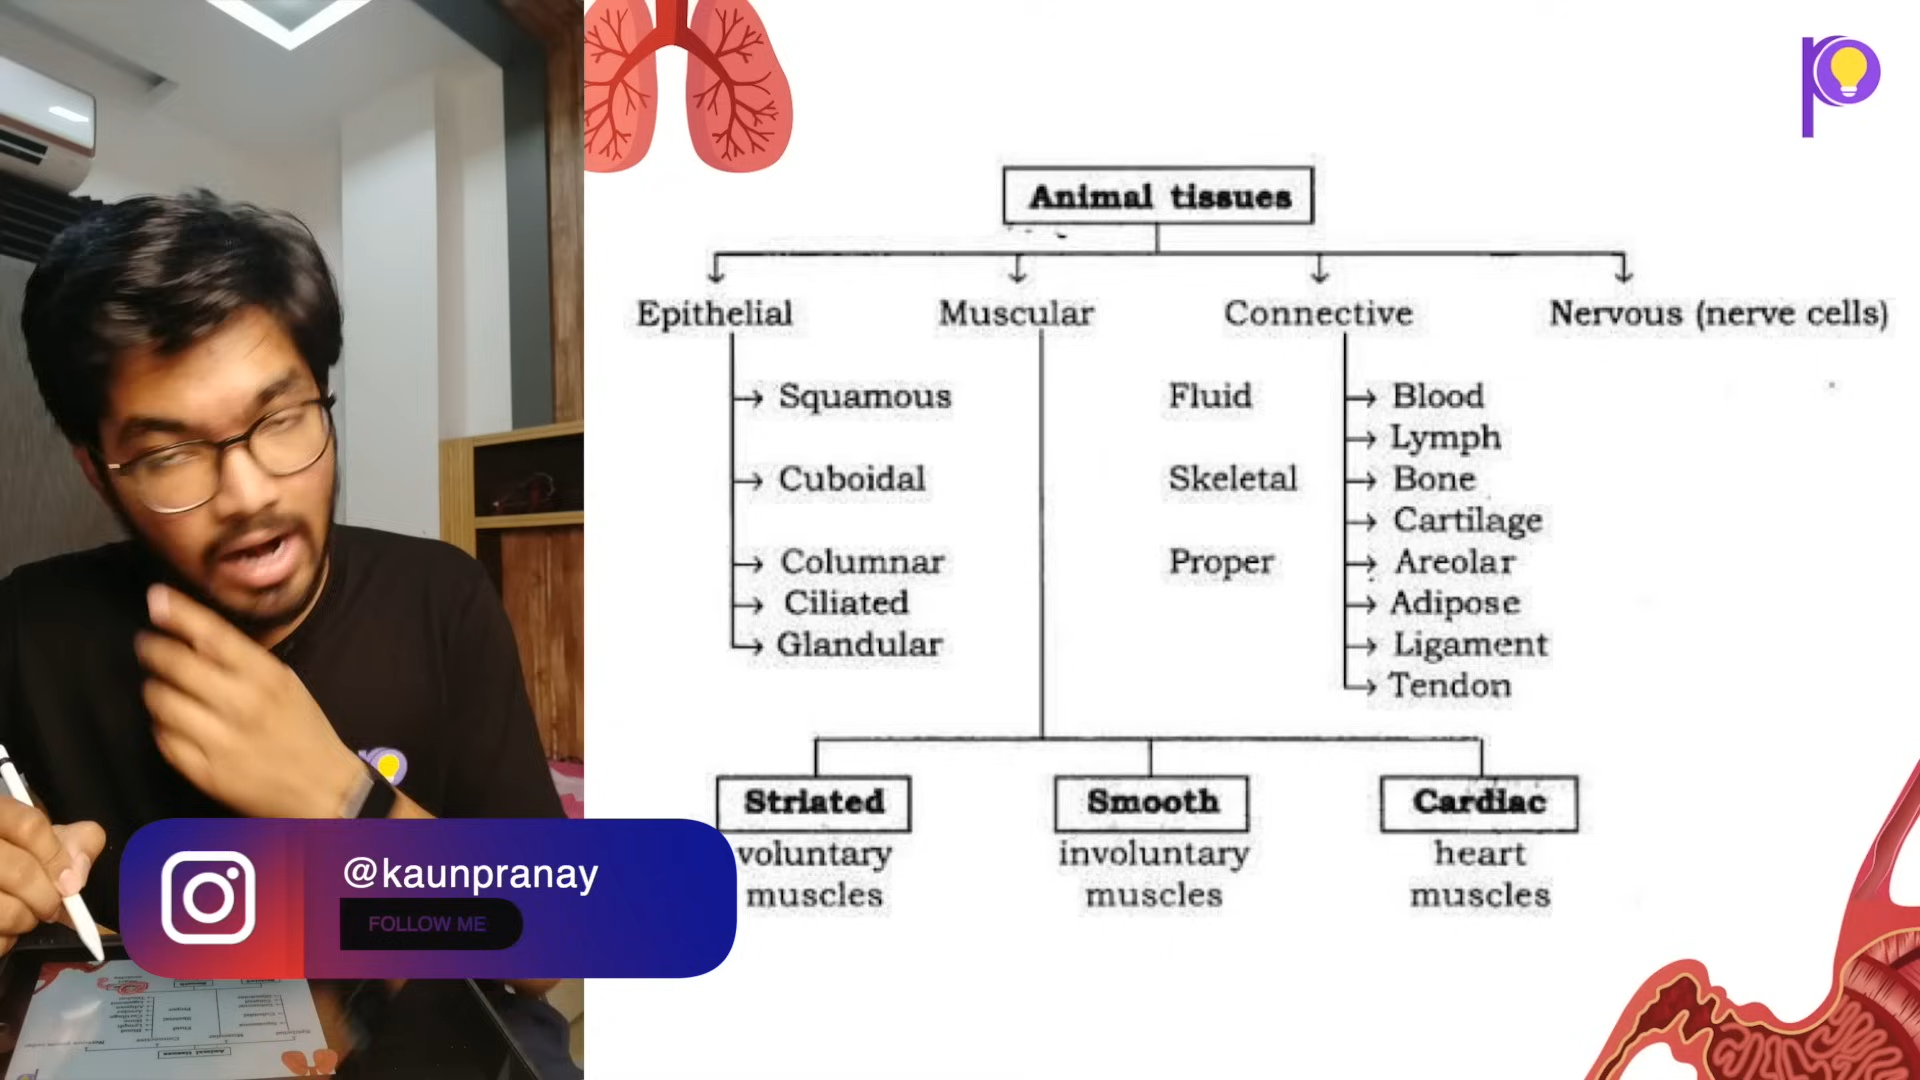 Animal tissues
Epithelial Muscular Connective Nervous (nerve cells)
Squamous Fluid Blood
Lymph
Cuboidal Skeletal Bone
Cartilage
Columnar Proper Areolar
Ciliated Adipose
Glandular Ligament
Tendon
Striated Smooth Cardiac
voluntary involuntary heart
muscles muscles muscles
@kaunpranay
FOLLOW ME